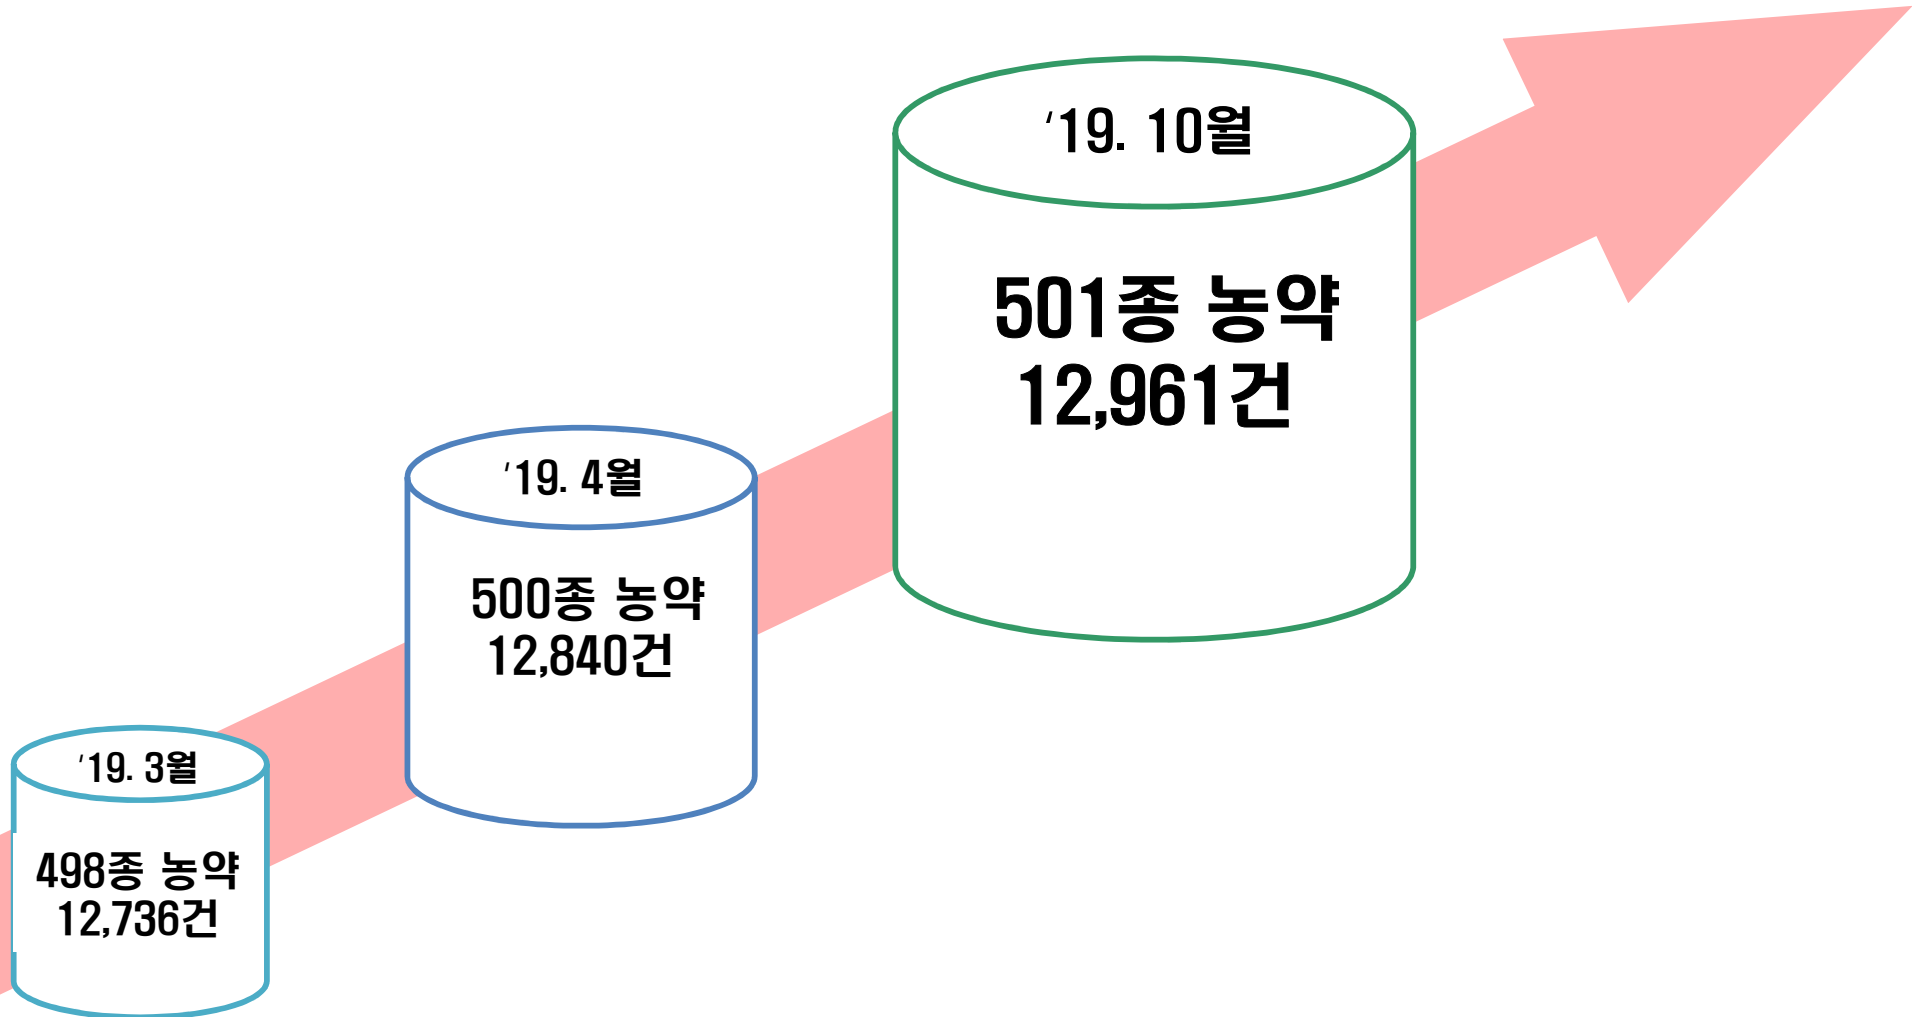 ‘19. 10월
501종 농약
12,961건
‘19. 4월
500종 농약
12,840건
‘19. 3월
498종 농약
12,736건